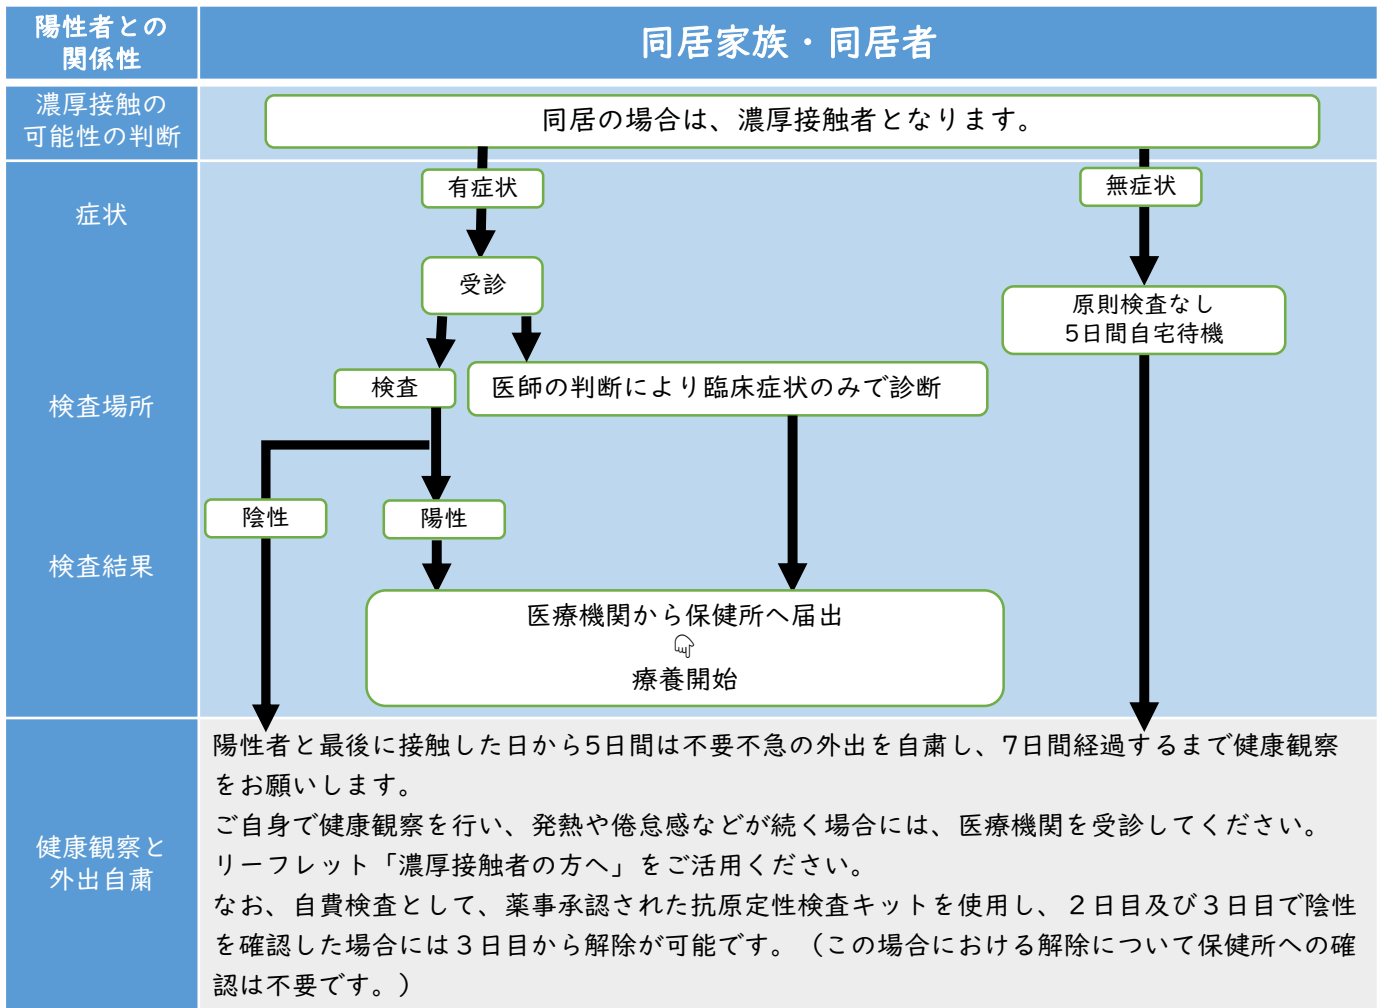 陽性者との
関係性
同居家族・同居者
濃厚接触の
可能性の判断
同居の場合は、濃厚接触者となります。
症状
有症状
無症状
受診
原則検査なし
5日間自宅待機
検査場所
検査
医師の判断により臨床症状のみで診断
陰性
陽性
検査結果
医療機関から保健所へ届出
☟
療養開始
健康観察と
外出自粛
陽性者と最後に接触した日から5日間は不要不急の外出を自粛し、7日間経過するまで健康観察
をお願いします。
ご自身で健康観察を行い、発熱や倦怠感などが続く場合には、医療機関を受診してください。
リーフレット「濃厚接触者の方へ」をご活用ください。
なお、自費検査として、薬事承認された抗原定性検査キットを使用し、２日目及び３日目で陰性
を確認した場合には３日目から解除が可能です。（この場合における解除について保健所への確
認は不要です。）